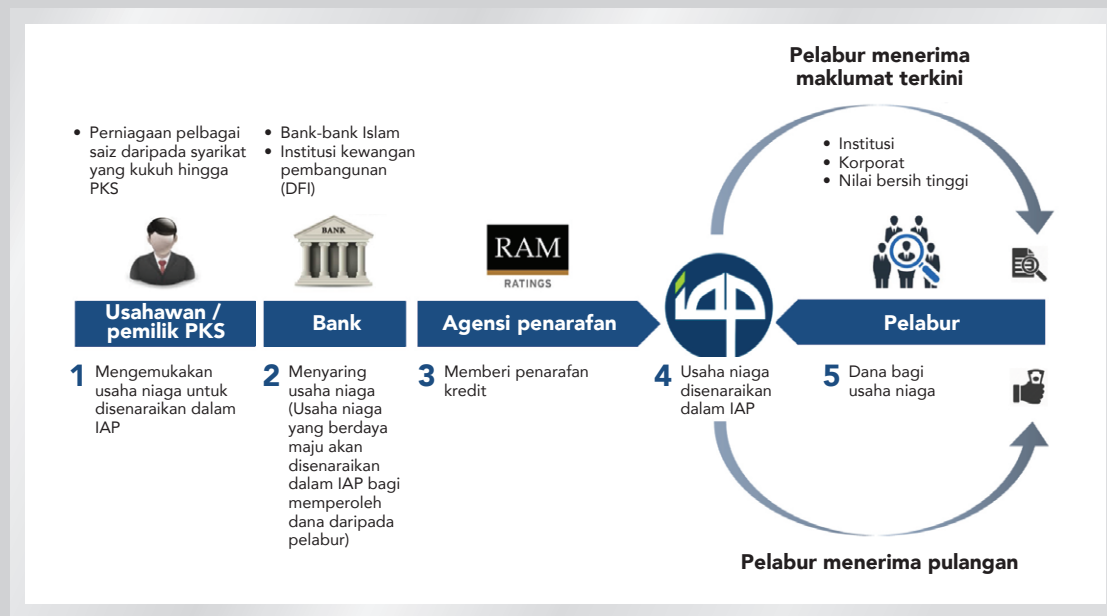 Pelabur menerima
maklumat terkini
• Perniagaan pelbagai
saiz daripada syarikat
yang kukuh hingga
PKS
• Bank-bank Islam
• Institusi kewangan
pembangunan
(DFI)
• Institusi
• Korporat
• Nilai bersih tinggi
BANK
RAM
RATINGS
iap
Usahawan /
pemilik PKS
Bank
Agensi penarafan
Pelabur
1 Mengemukakan
usaha niaga untuk
disenaraikan dalam
IAP
2 Menyaring
usaha niaga
(Usaha niaga
yang berdaya
maju akan
disenaraikan
dalam IAP bagi
memperoleh
dana daripada
pelabur)
3 Memberi penarafan
kredit
4 Usaha niaga
disenaraikan
dalam IAP
5 Dana bagi
usaha niaga
Pelabur menerima pulangan